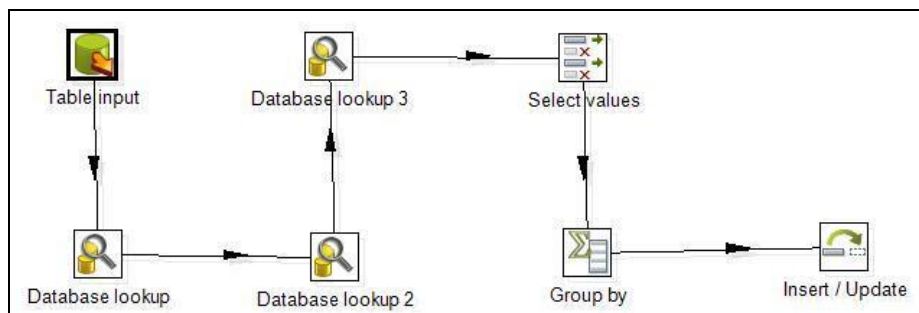 Table input
Database lookup 3
Select values
Database lookup
Database lookup 2
Group by
Insert / Update